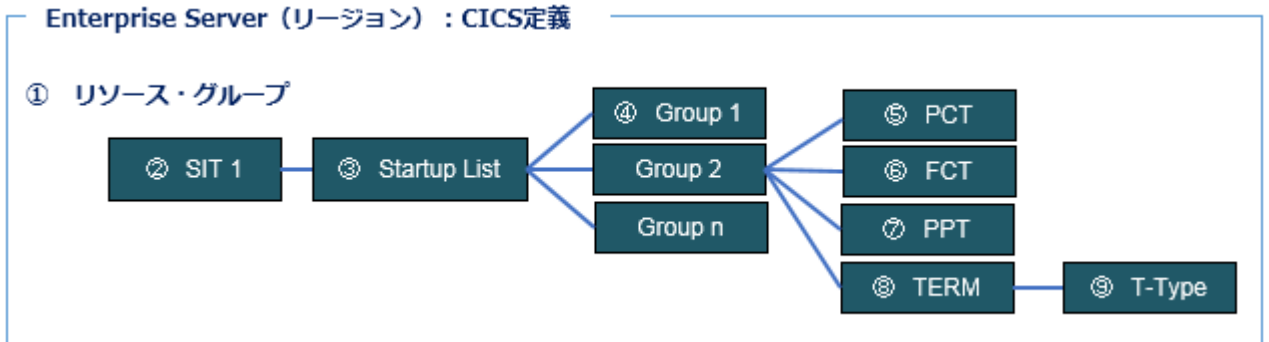 Enterprise Server（リージョン）：CICS定義
① リソース・グループ
② SIT 1
③ Startup List
④ Group 1
Group 2
Group n
⑤ PCT
⑥ FCT
⑦ PPT
⑧ TERM
⑨ T-Type